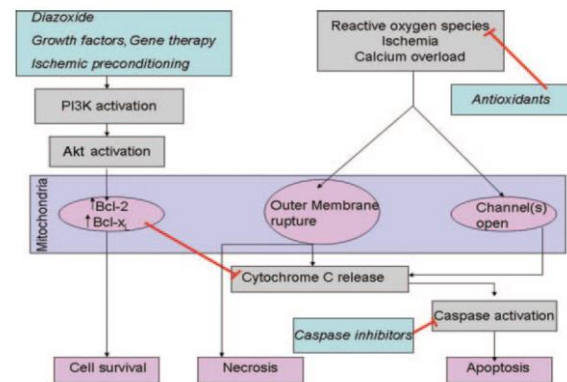 Diazoxide
Growth factors, Gene therapy
Ischemic preconditioning
Reactive oxygen species
Ischemia
Calcium overload
Antioxidants
PI3K activation
Akt activation
Mitochondria
↑Bcl-2
↑Bcl-xL
Outer Membrane
rupture
Channel(s)
open
Cytochrome C release
Caspase inhibitors
Caspase activation
Cell survival
Necrosis
Apoptosis